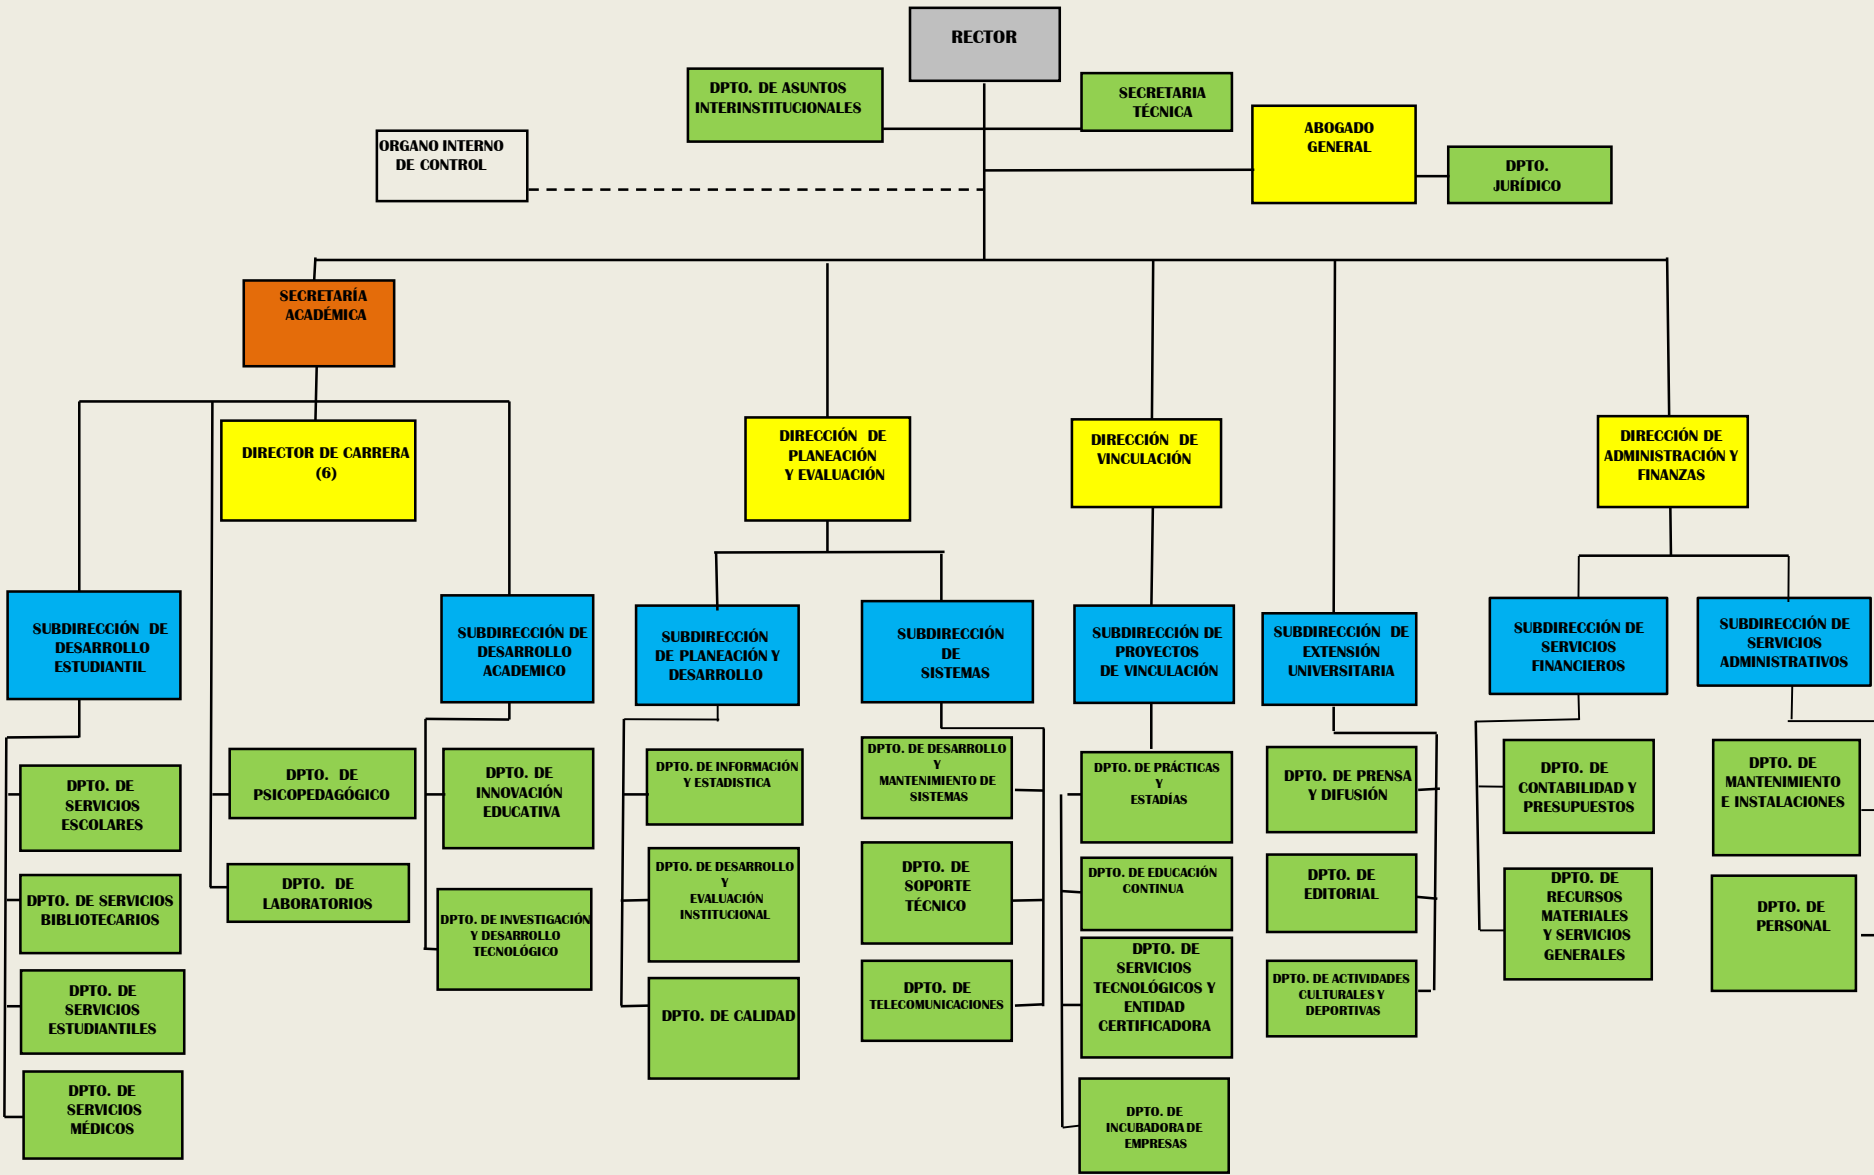 RECTOR
DPTO. DE ASUNTOS
INTERINSTITUCIONALES
SECRETARIA
TÉCNICA
ABOGADO
GENERAL
ORGANO INTERNO
DE CONTROL
DPTO.
JURÍDICO
SECRETARÍA
ACADÉMICA
DIRECTOR DE CARRERA
(6)
DIRECCIÓN DE
PLANEACIÓN
Y EVALUACIÓN
DIRECCIÓN DE
VINCULACIÓN
DIRECCIÓN DE
ADMINISTRACIÓN Y
FINANZAS
SUBDIRECCIÓN DE
DESARROLLO
ESTUDIANTIL
SUBDIRECCIÓN DE
DESARROLLO
ACADEMICO
SUBDIRECCIÓN
DE PLANEACIÓN Y
DESARROLLO
SUBDIRECCIÓN
DE
SISTEMAS
SUBDIRECCIÓN DE
PROYECTOS
DE VINCULACIÓN
SUBDIRECCIÓN DE
EXTENSIÓN
UNIVERSITARIA
SUBDIRECCIÓN DE
SERVICIOS
FINANCIEROS
SUBDIRECCIÓN DE
SERVICIOS
ADMINISTRATIVOS
DPTO. DE
SERVICIOS
ESCOLARES
DPTO. DE
PSICOPEDAGÓGICO
DPTO. DE
INNOVACIÓN
EDUCATIVA
DPTO. DE INFORMACIÓN
Y ESTADISTICA
DPTO. DE DESARROLLO
Y
MANTENIMIENTO DE
SISTEMAS
DPTO. DE PRÁCTICAS
Y
ESTADÍAS
DPTO. DE PRENSA
Y DIFUSIÓN
DPTO. DE
CONTABILIDAD Y
PRESUPUESTOS
DPTO. DE
MANTENIMIENTO
E INSTALACIONES
DPTO. DE SERVICIOS
BIBLIOTECARIOS
DPTO. DE
LABORATORIOS
DPTO. DE INVESTIGACIÓN
Y DESARROLLO
TECNOLÓGICO
DPTO. DE DESARROLLO
Y
EVALUACIÓN
INSTITUCIONAL
DPTO. DE
SOPORTE
TÉCNICO
DPTO. DE EDUCACIÓN
CONTINUA
DPTO. DE
EDITORIAL
DPTO. DE
RECURSOS
MATERIALES
Y SERVICIOS
GENERALES
DPTO. DE
PERSONAL
DPTO. DE
SERVICIOS
ESTUDIANTILES
DPTO. DE CALIDAD
DPTO. DE
TELECOMUNICACIONES
DPTO. DE
SERVICIOS
TECNOLÓGICOS Y
ENTIDAD
CERTIFICADORA
DPTO. DE ACTIVIDADES
CULTURALES Y
DEPORTIVAS
DPTO. DE
SERVICIOS
MÉDICOS
DPTO. DE
INCUBADORA DE
EMPRESAS